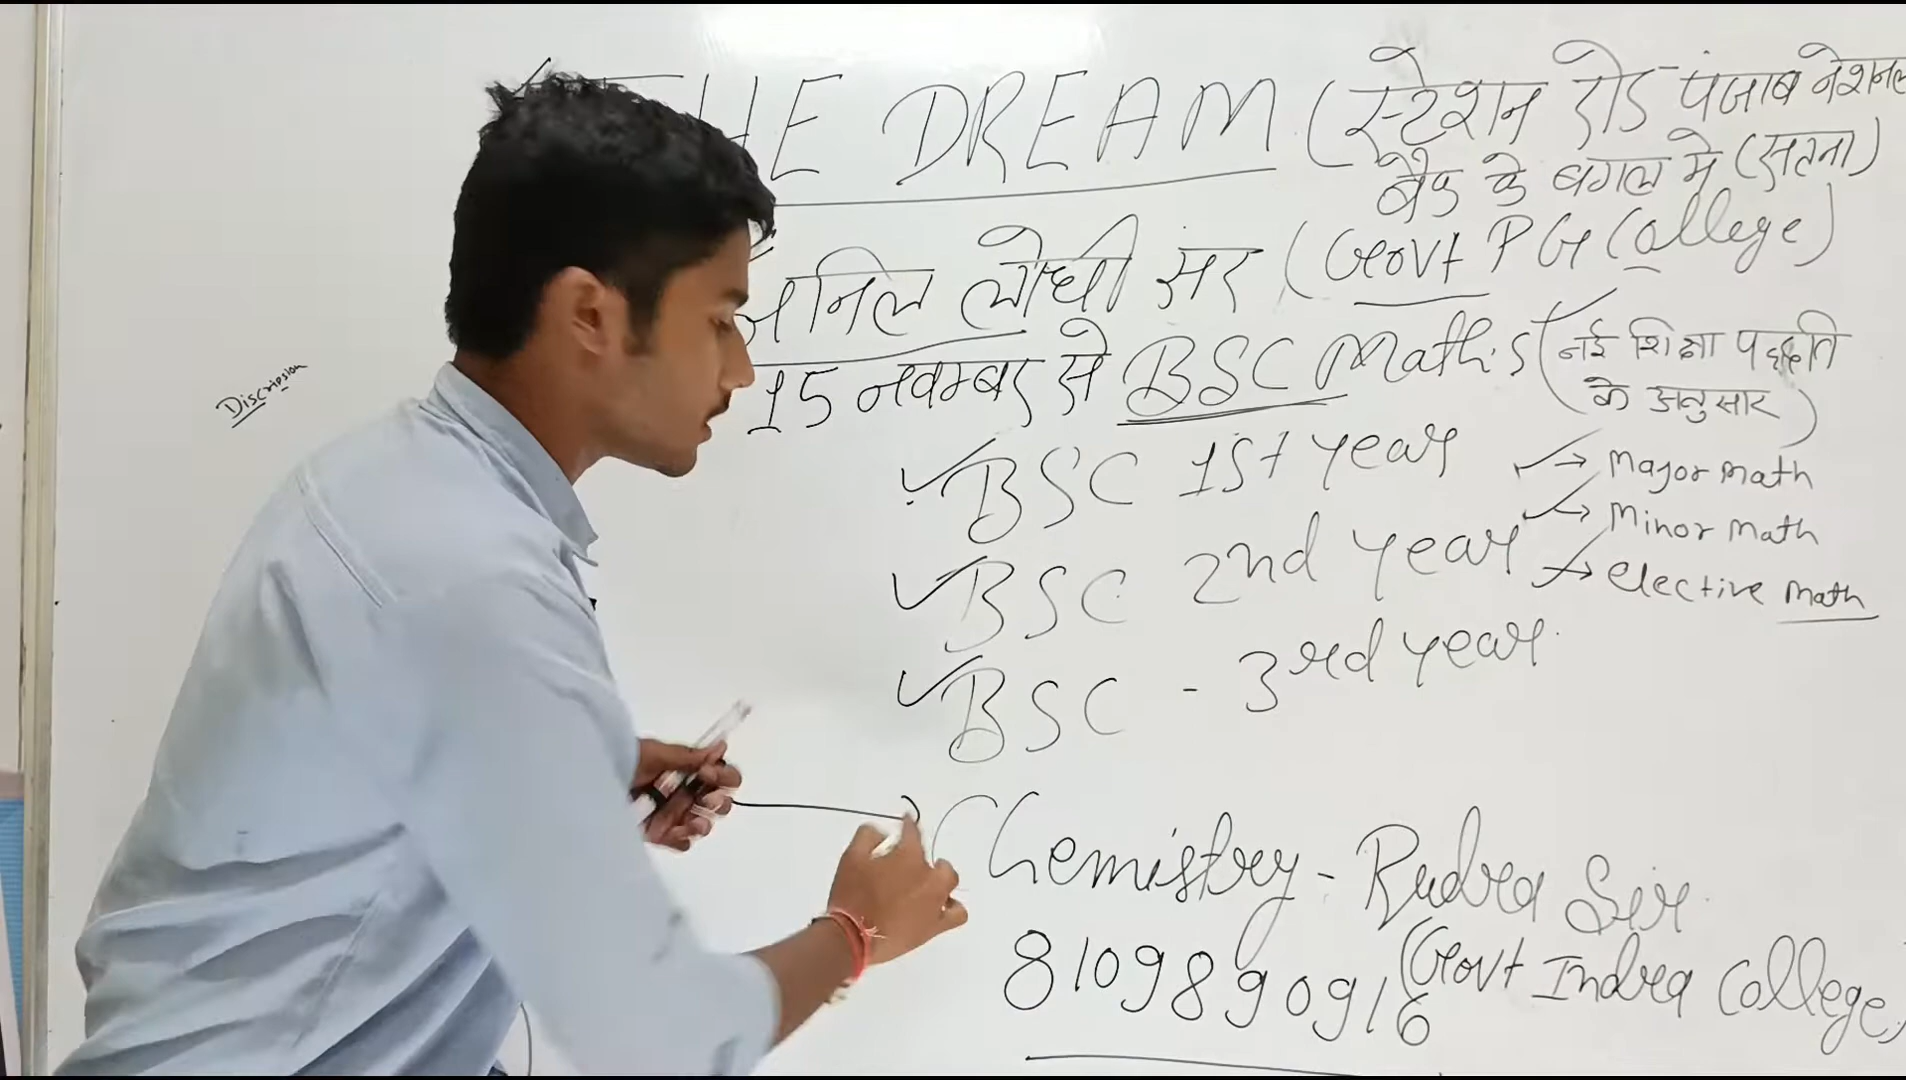 THE DREAM (स्टेशन रोड पंजाब नेशनल
बैंक के बगल मे (सतना)
अनिल लोधी सर (Govt PG College)
15 नवम्बर से BSC Maths (नई शिक्षा पद्धति
के अनुसार)
Discripsion
BSC 1st year
→ Major Math
→ Minor Math
BSC 2nd year
→ elective Math
BSC - 3rd year
Chemistry - Rudra Sir
(Govt Indra College)
8109890916